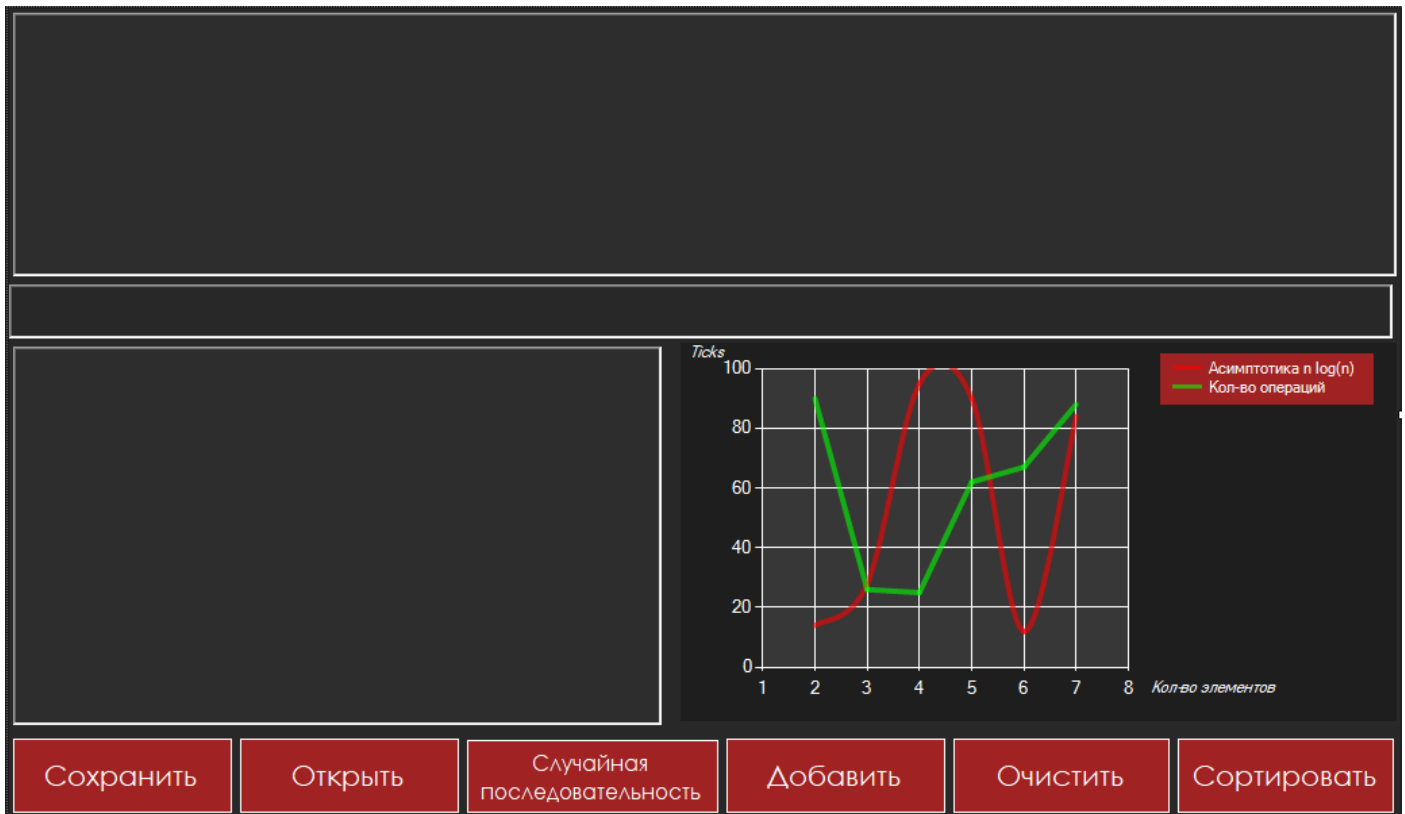 Ticks
100
80
60
40
20
0
1 2 3 4 5 6 7 8
Кол-во элементов
Асимптотика n log(n)
Кол-во операций
Сохранить
Открыть
Случайная
последовательность
Добавить
Очистить
Сортировать